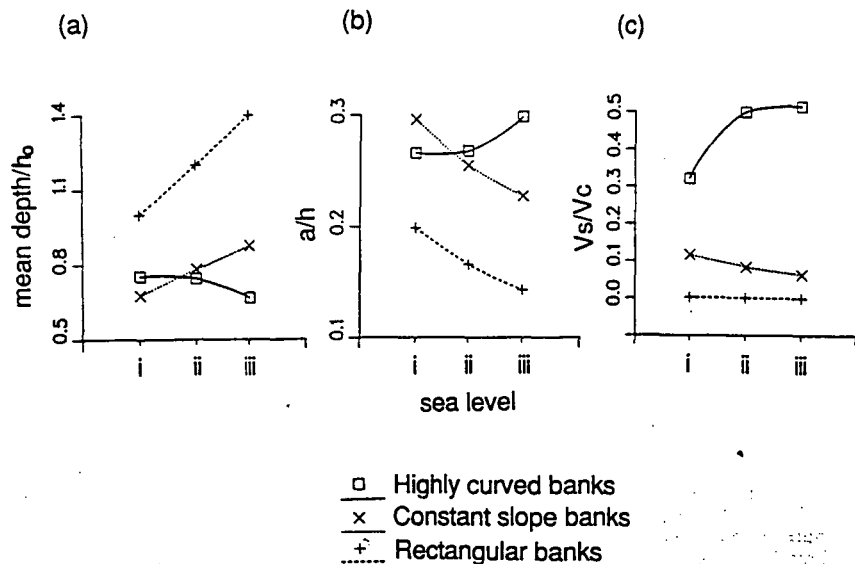 (a)
mean depth/ho
1.4
1.1
0.8
0.5
i ii iii
(b)
a/h
0.3
0.2
0.1
i ii iii
sea level
(c)
Vs/Vc
0.5
0.4
0.3
0.2
0.1
0.0
i ii iii
Highly curved banks
Constant slope banks
Rectangular banks